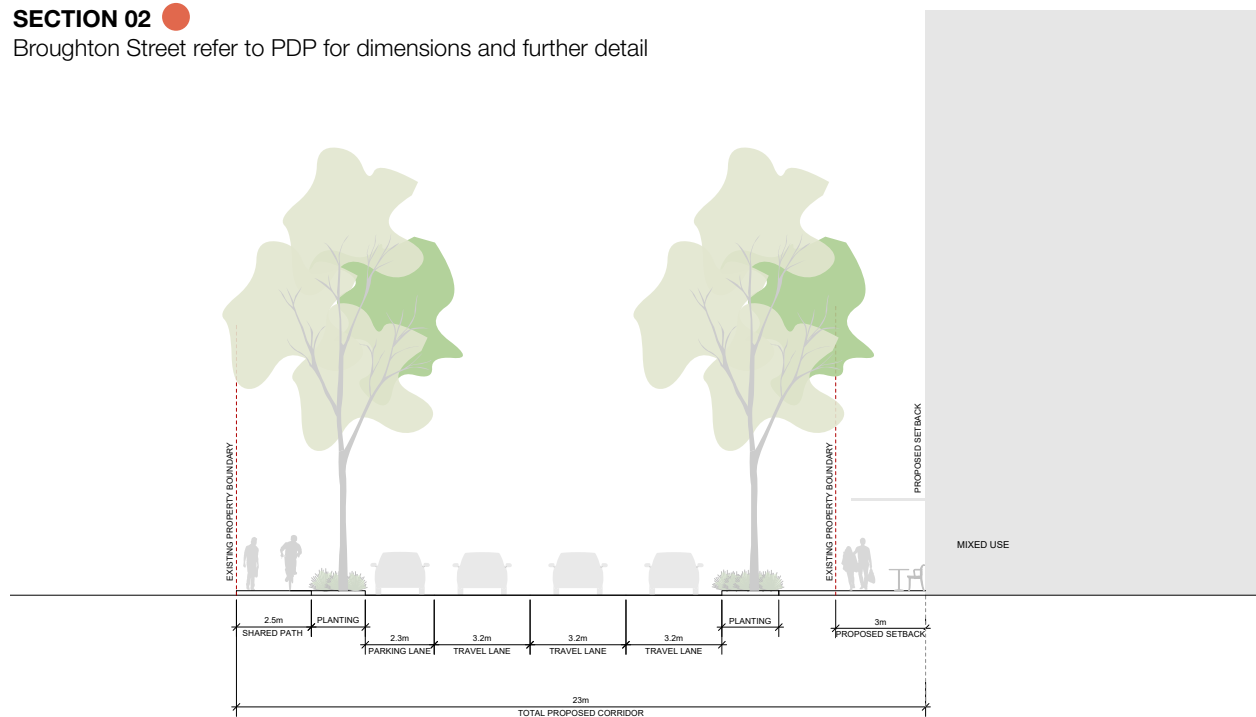 SECTION 02
Broughton Street refer to PDP for dimensions and further detail
EXISTING PROPERTY BOUNDARY
EXISTING PROPERTY BOUNDARY
PROPOSED SETBACK
MIXED USE
2.5m
SHARED PATH
PLANTING
2.3m
PARKING LANE
3.2m
TRAVEL LANE
3.2m
TRAVEL LANE
3.2m
TRAVEL LANE
PLANTING
3m
PROPOSED SETBACK
23m
TOTAL PROPOSED CORRIDOR